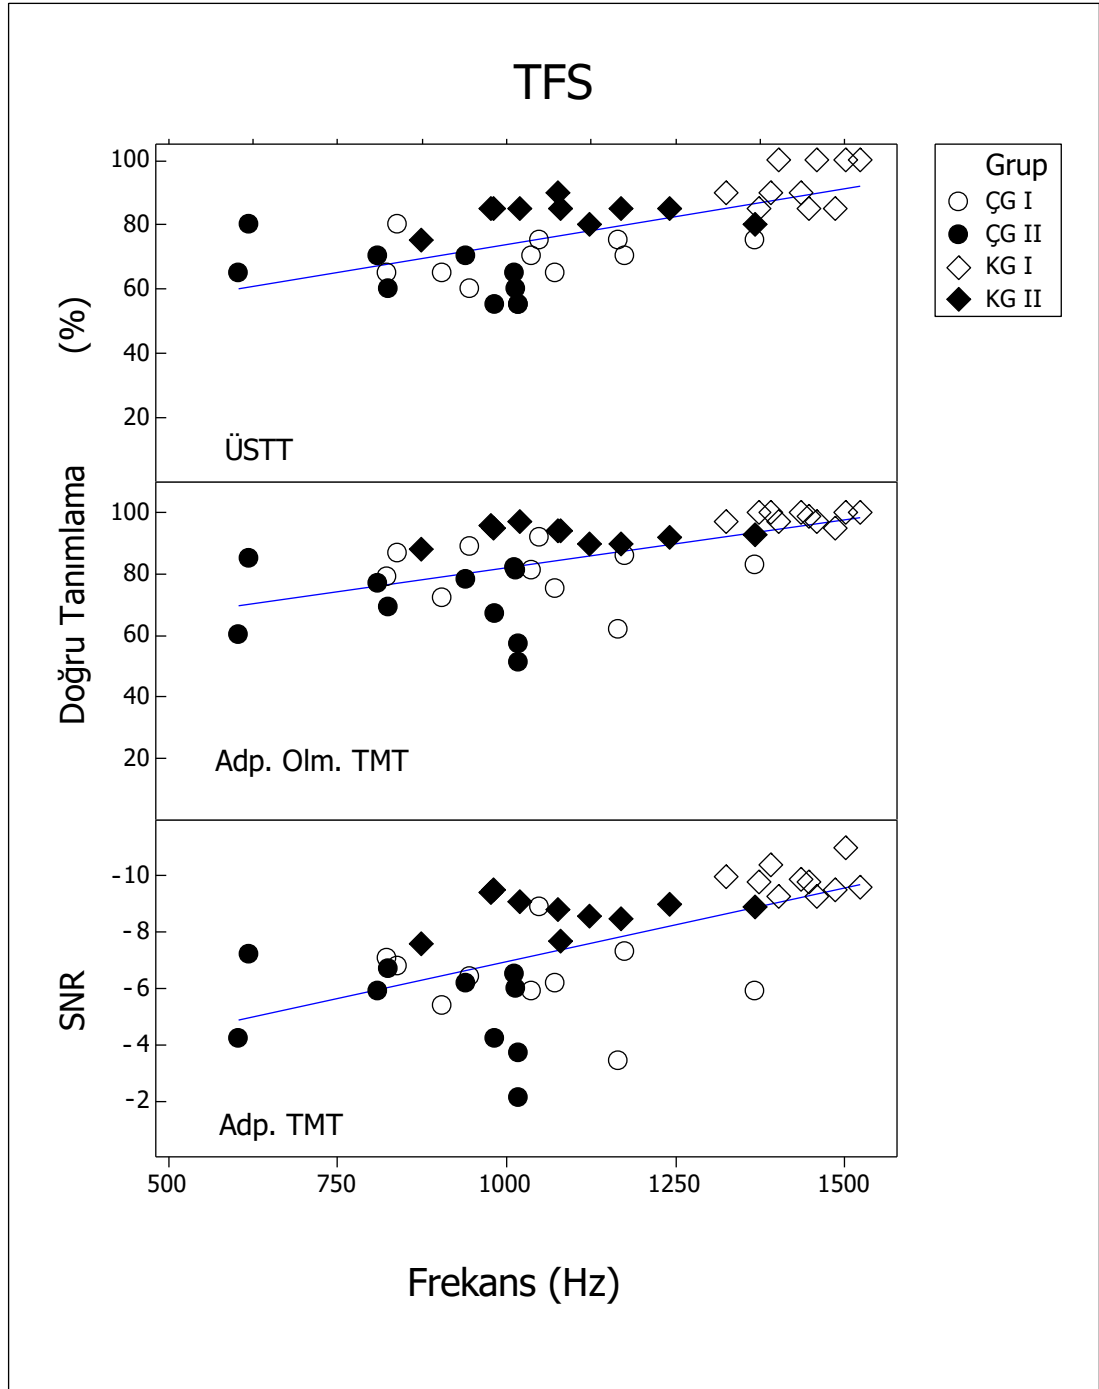 TFS
100
80
60
40
20
(%)
ÜSTT
Grup
ÇG I
ÇG II
KG I
KG II
100
80
60
40
20
Doğru Tanımlama
Adp. Olm. TMT
-10
-8
-6
-4
-2
SNR
Adp. TMT
500 750 1000 1250 1500
Frekans (Hz)